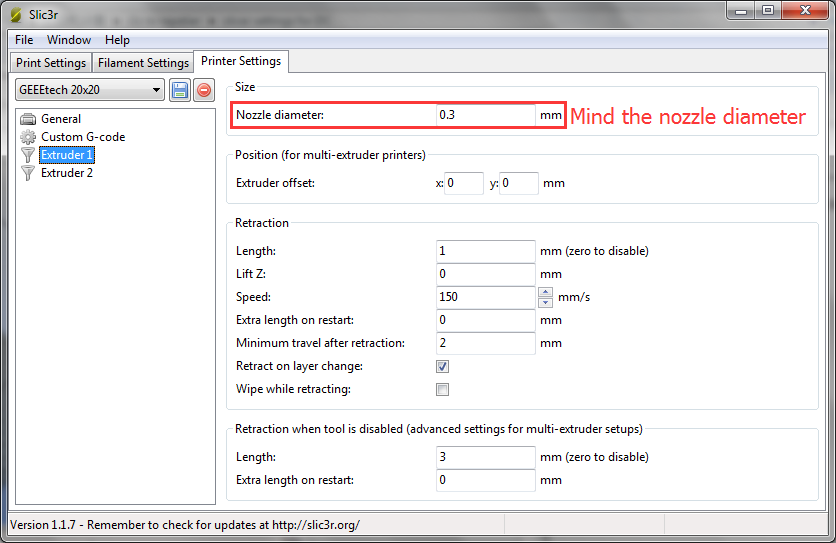 Slic3r
File Window Help
Print Settings Filament Settings Printer Settings
GEEEtech 20x20
General
Custom G-code
Extruder 1
Extruder 2
Size
Nozzle diameter: 0.3 mm Mind the nozzle diameter
Position (for multi-extruder printers)
Extruder offset: x: 0 y: 0 mm
Retraction
Length: 1 mm (zero to disable)
Lift Z: 0 mm
Speed: 150 mm/s
Extra length on restart: 0 mm
Minimum travel after retraction: 2 mm
Retract on layer change:
Wipe while retracting:
Retraction when tool is disabled (advanced settings for multi-extruder setups)
Length: 3 mm (zero to disable)
Extra length on restart: 0 mm
Version 1.1.7 - Remember to check for updates at http://slic3r.org/